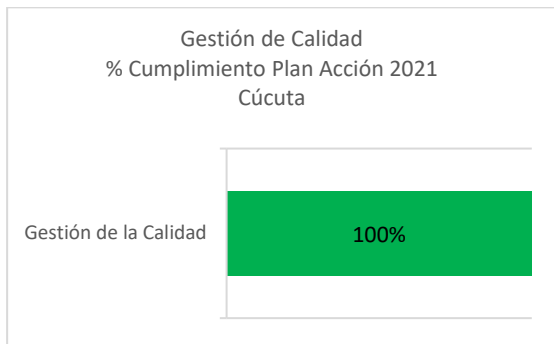 Gestión de Calidad
% Cumplimiento Plan Acción 2021
Cúcuta
Gestión de la Calidad
100%